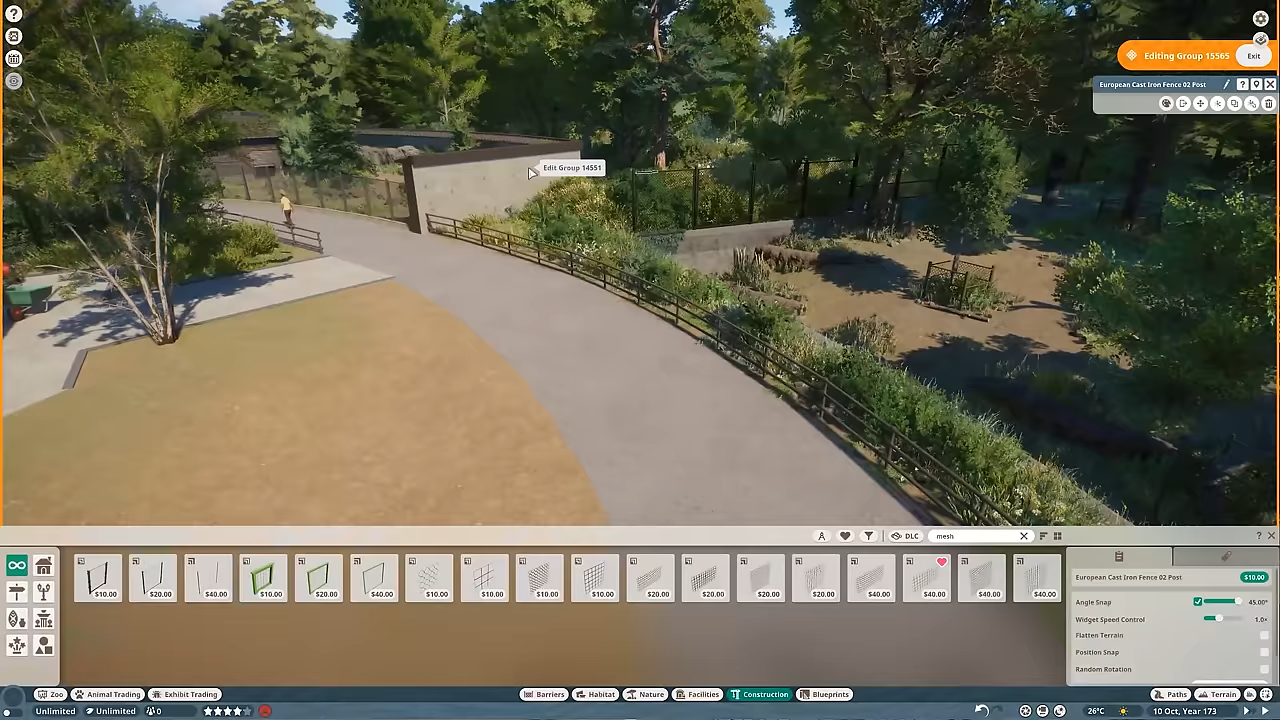 ?
Editing Group 15565
Exit
European Cast Iron Fence 02 Post
?
Edit Group 14551
DLC
mesh
?
$10.00
$20.00
$40.00
$10.00
$20.00
$40.00
$10.00
$10.00
$10.00
$10.00
$20.00
$20.00
$20.00
$20.00
$40.00
$40.00
$40.00
$40.00
European Cast Iron Fence 02 Post
$10.00
Angle Snap
45.00°
Widget Speed Control
1.0×
Flatten Terrain
Position Snap
Random Rotation
Zoo
Animal Trading
Exhibit Trading
Barriers
Habitat
Nature
Facilities
Construction
Blueprints
Paths
Terrain
Unlimited
Unlimited
0
26°C
10 Oct, Year 173